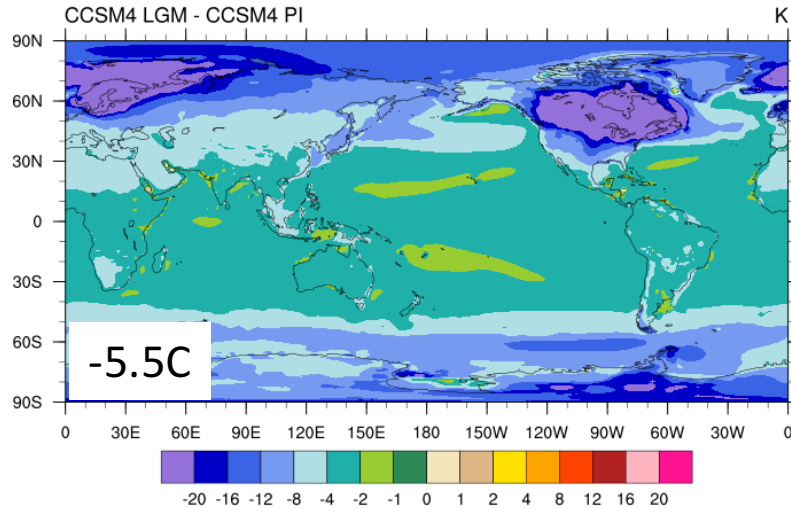 CCSM4 LGM - CCSM4 PI K
90N
60N
30N
0
30S
60S
90S
-5.5C
0 30E 60E 90E 120E 150E 180 150W 120W 90W 60W 30W 0
-20 -16 -12 -8 -4 -2 -1 0 1 2 4 8 12 16 20